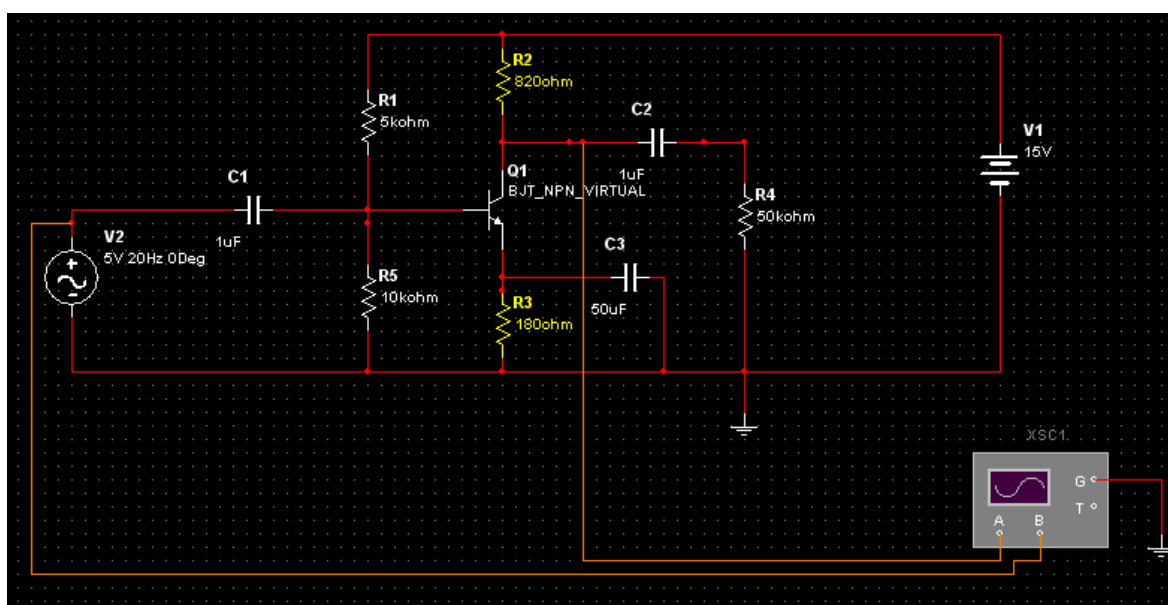 R2
820ohm
R1
5kohm
C2
1uF
V1
15V
Q1
BJT_NPN_VIRTUAL
C1
1uF
R4
50kohm
V2
5V 20Hz 0Deg
C3
50uF
R5
10kohm
R3
180ohm
XSC1
G
T
A B